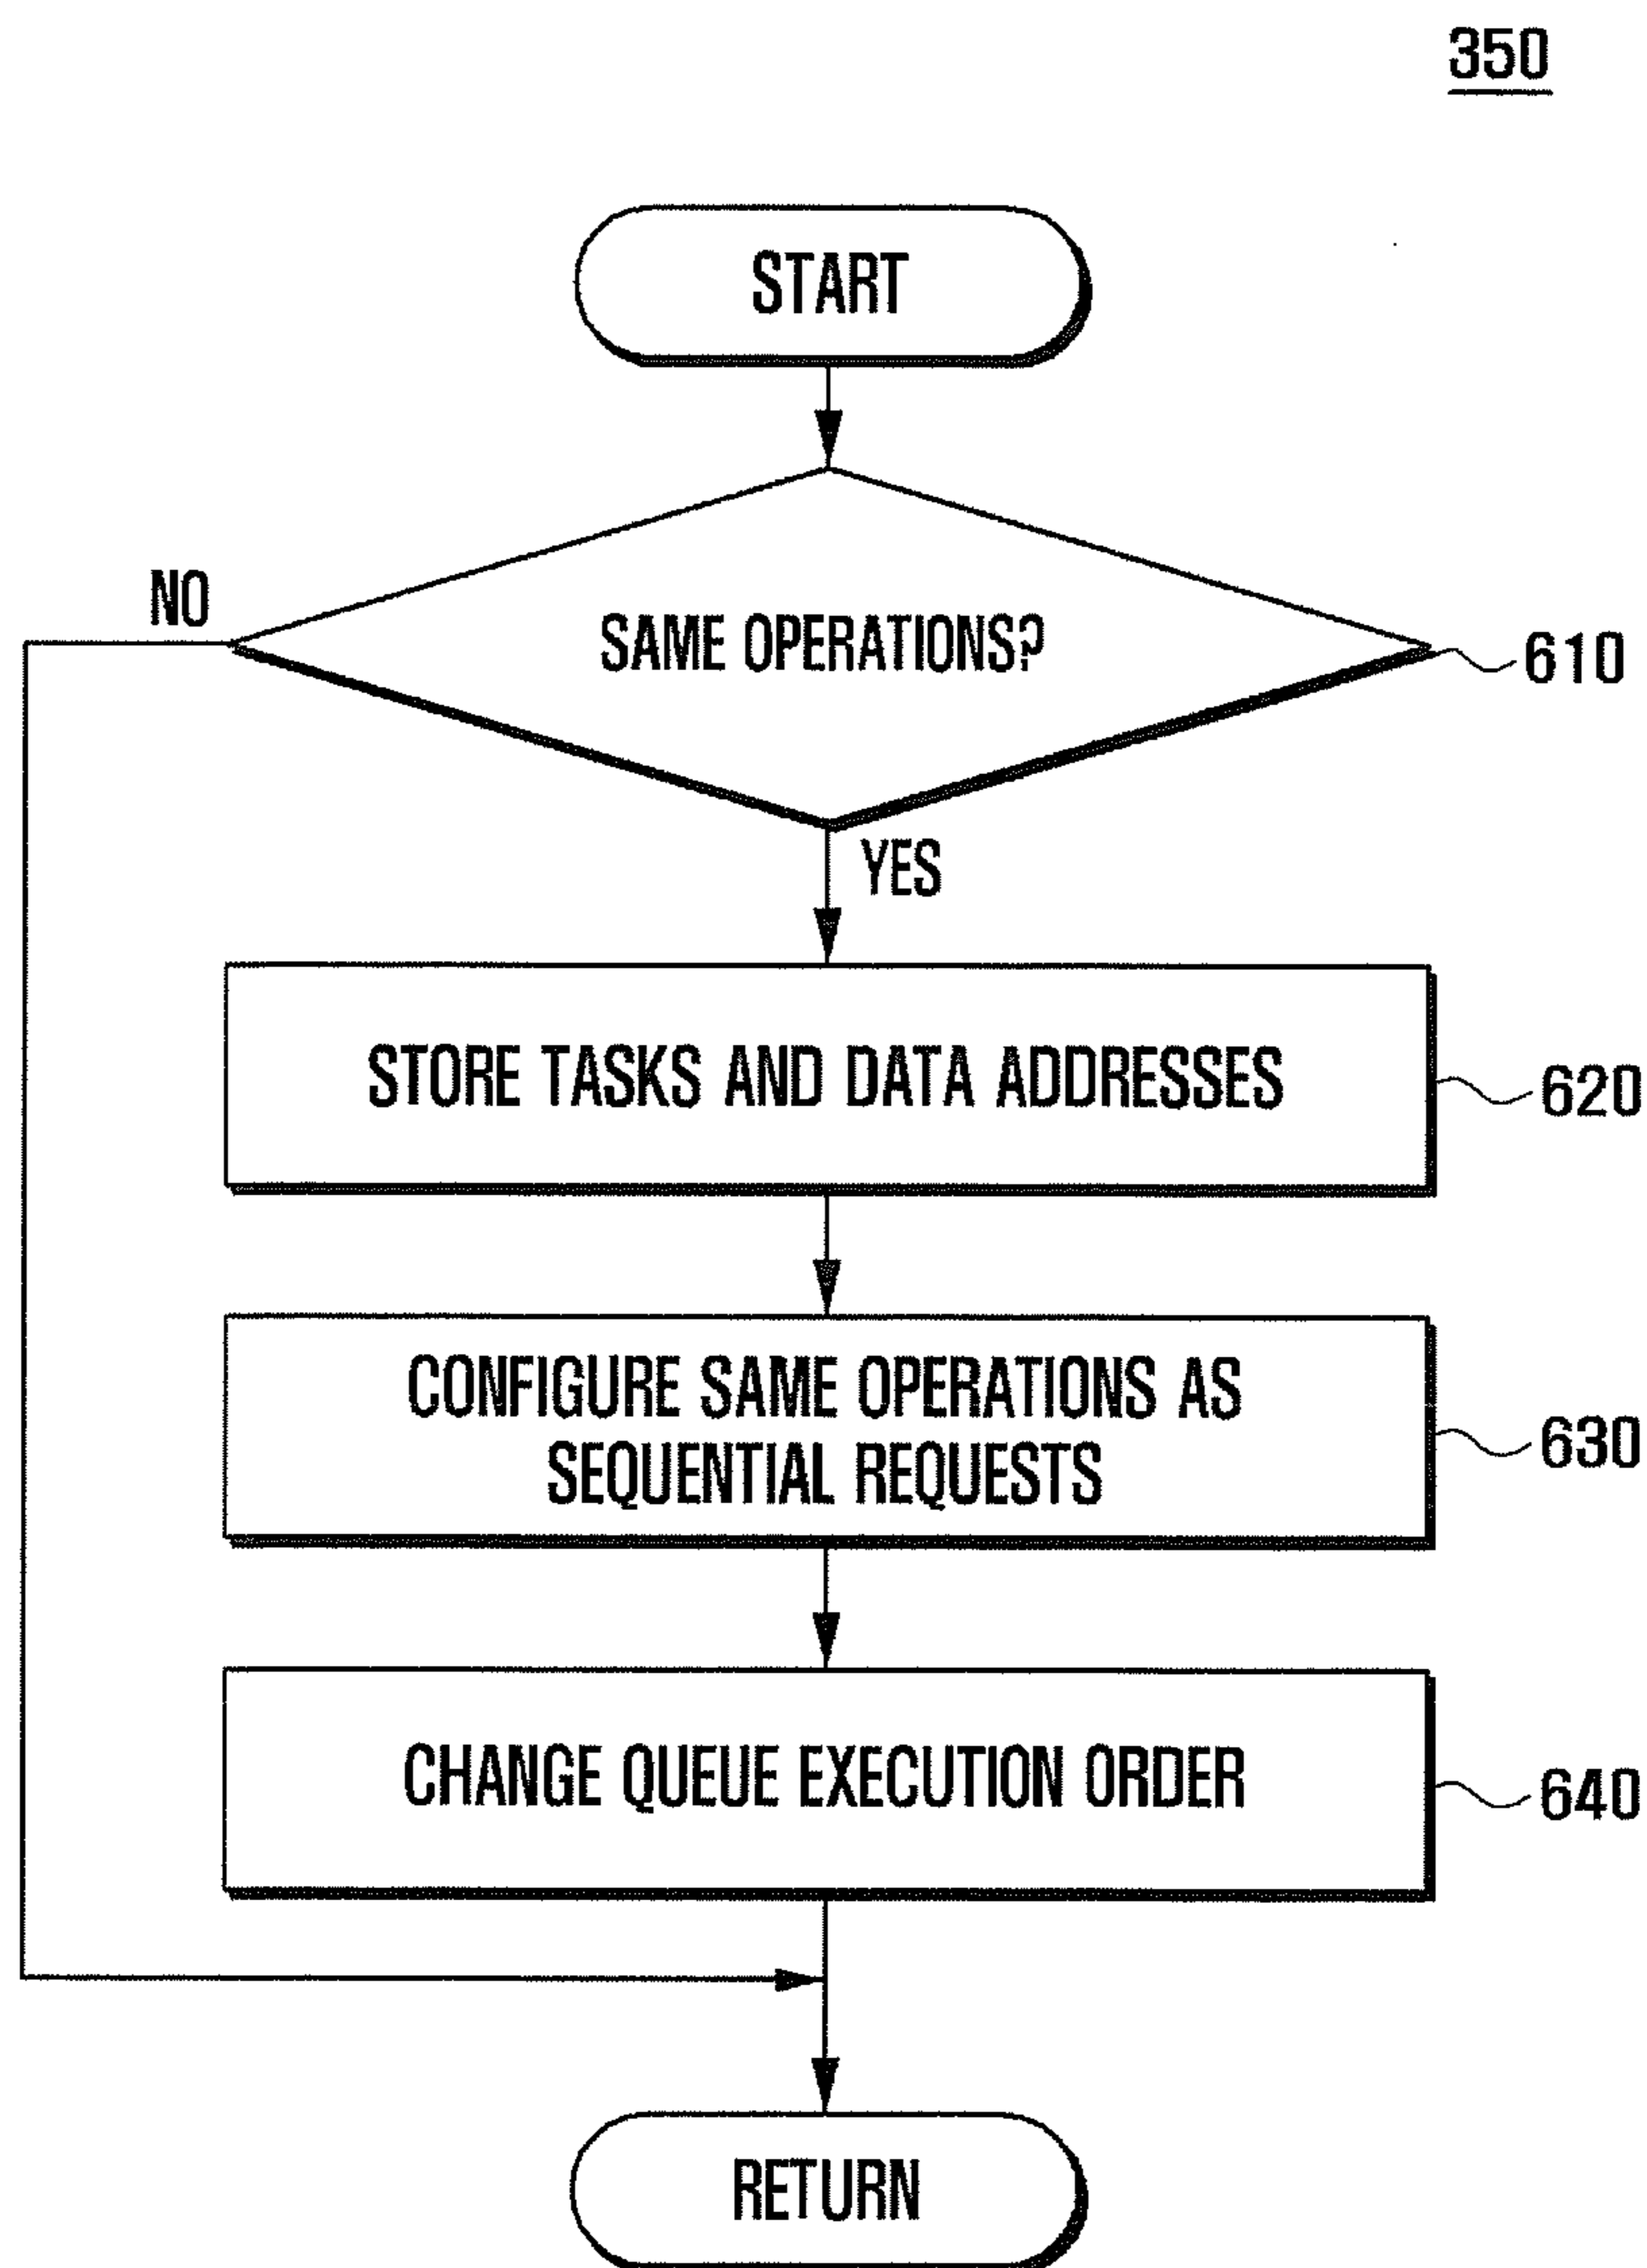 350
START
NO
SAME OPERATIONS?
610
YES
STORE TASKS AND DATA ADDRESSES
620
CONFIGURE SAME OPERATIONS AS
SEQUENTIAL REQUESTS
630
CHANGE QUEUE EXECUTION ORDER
640
RETURN